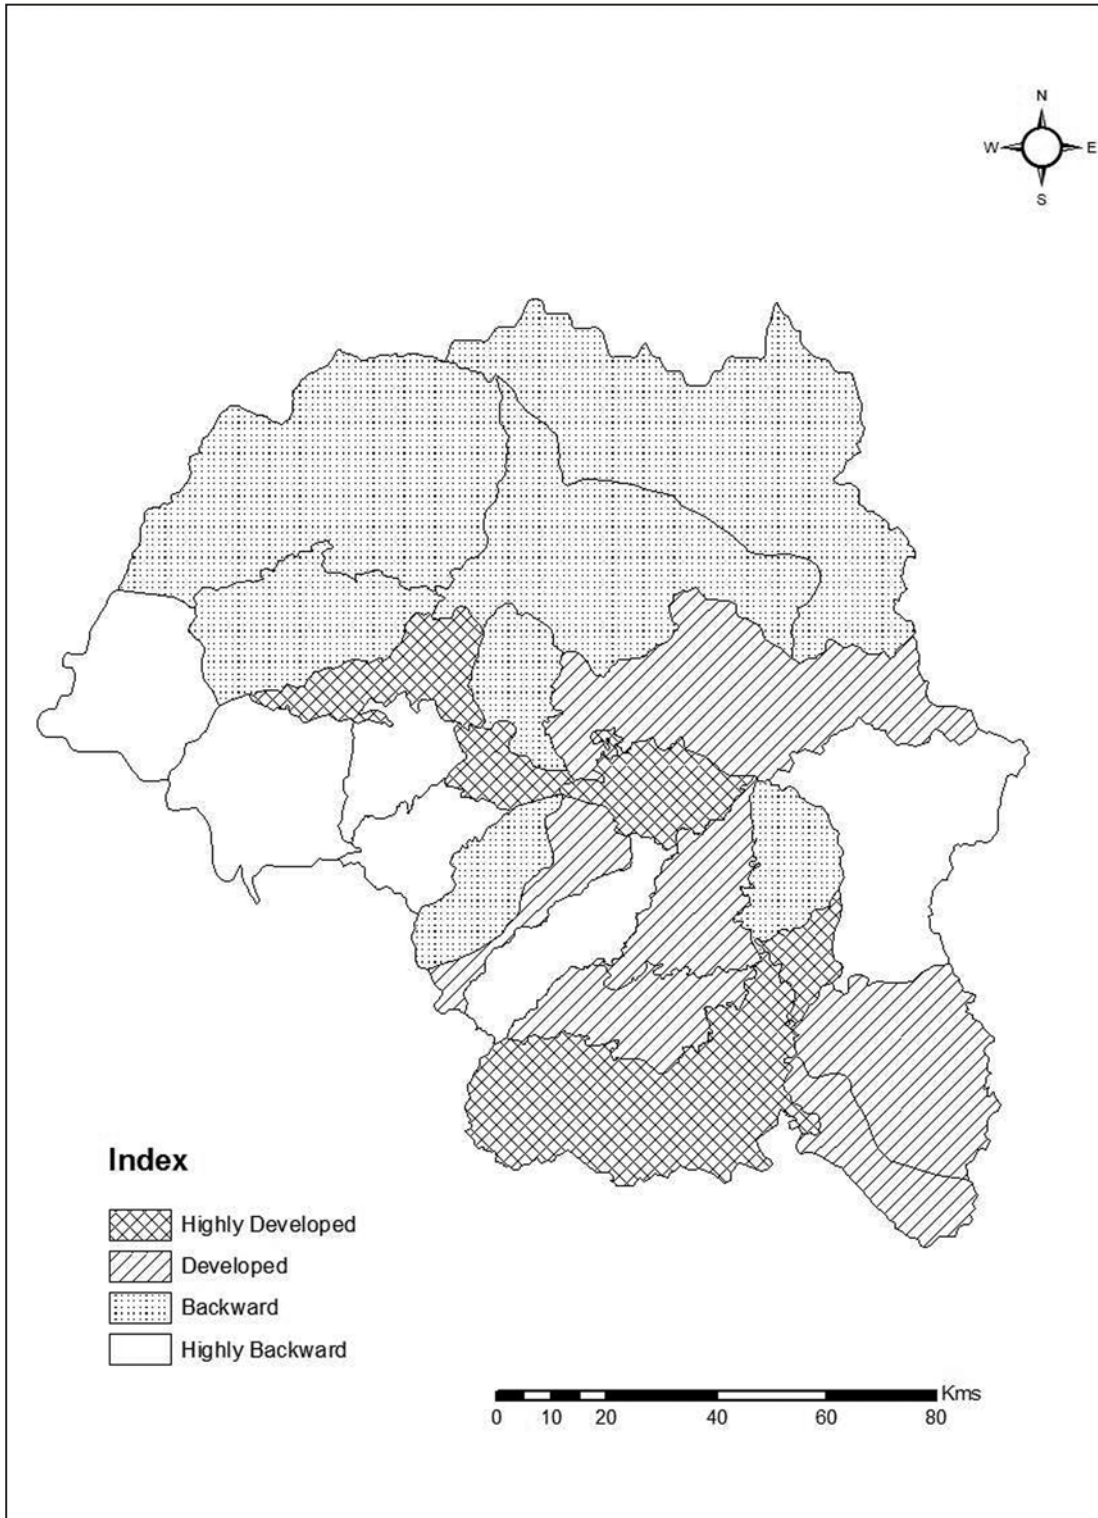 N
W E
S
Index
Highly Developed
Developed
Backward
Highly Backward
Kms
0 10 20 40 60 80